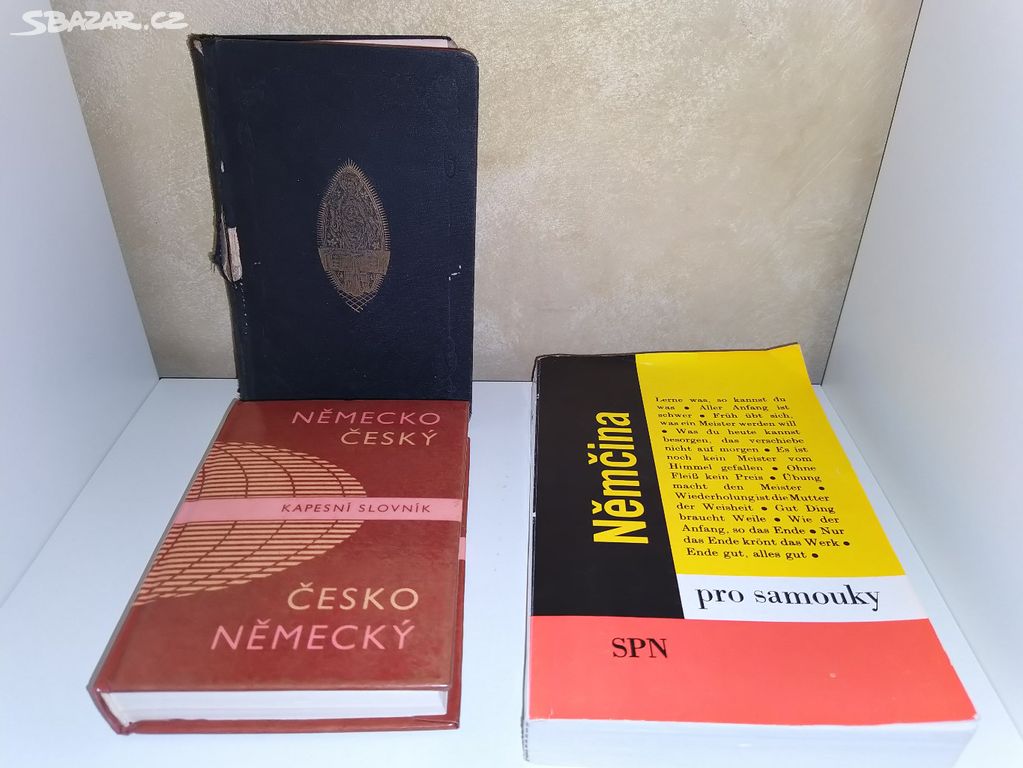 SBAZAR.CZ
NĚMECKO
ČESKÝ
KAPESNÍ SLOVNÍK
ČESKO
NĚMECKÝ
Němčina
Lerne was, so kannst du
was • Aller Anfang ist
schwer • Früh übt sich,
was ein Meister werden will
• Was du heute kannst
besorgen, das verschiebe
nicht auf morgen • Es ist
noch kein Meister vom
Himmel gefallen • Ohne
Fleiß kein Preis • Übung
macht den Meister •
Wiederholung ist die Mutter
der Weisheit • Gut Ding
braucht Weile • Wie der
Anfang, so das Ende • Nur
das Ende krönt das Werk •
Ende gut, alles gut •
pro samouky
SPN